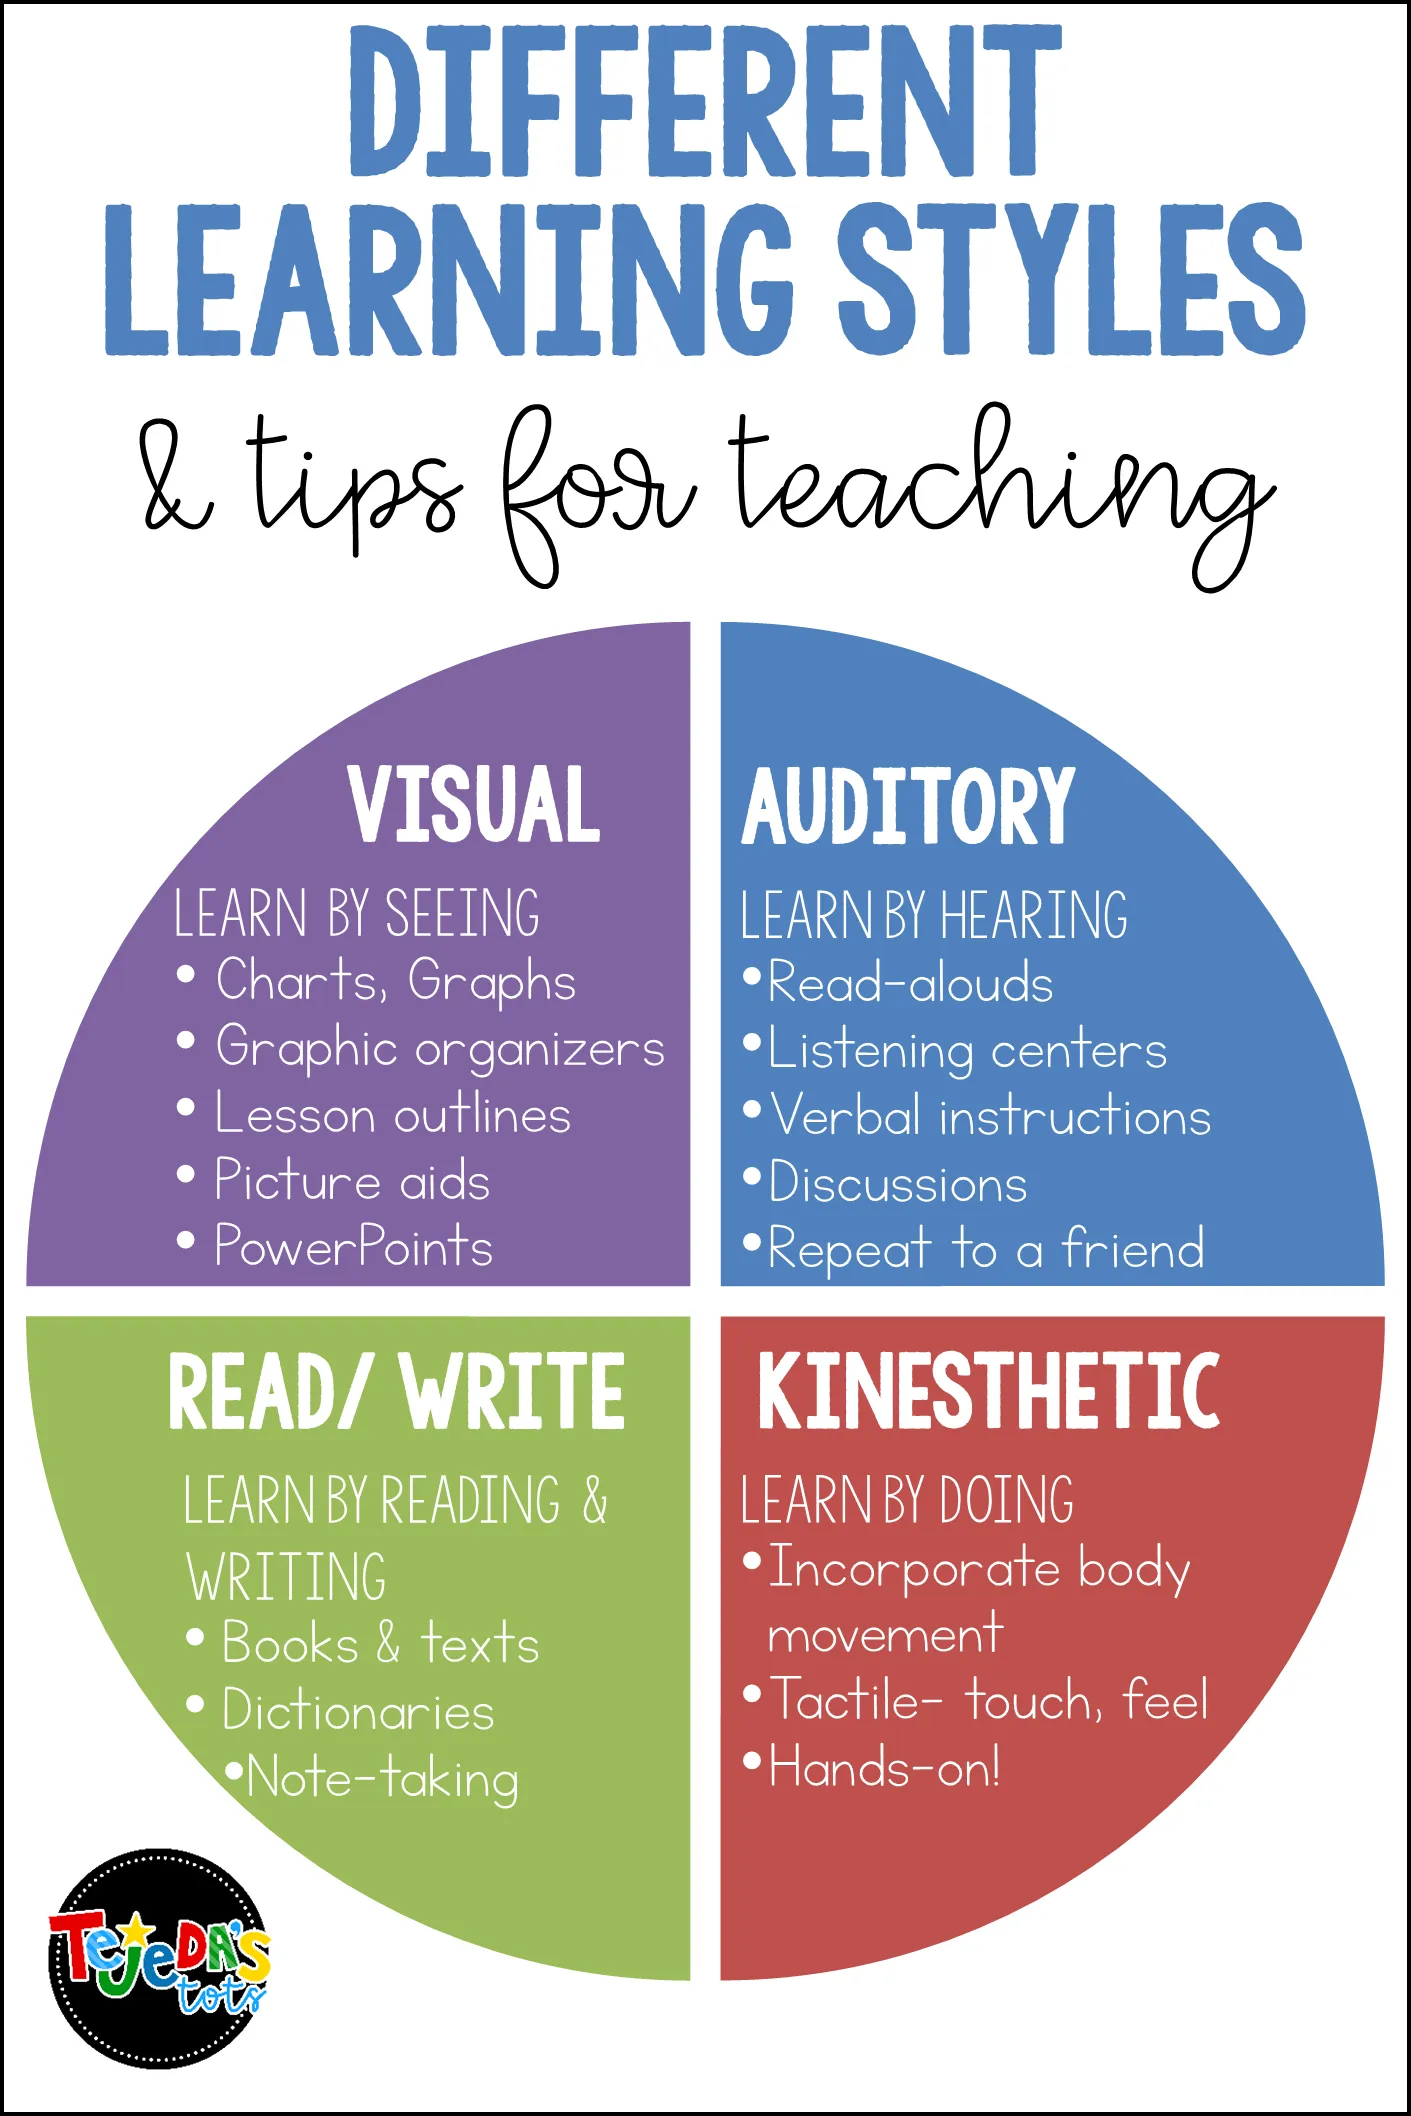 DIFFERENT
LEARNING STYLES
& tips for teaching
VISUAL
LEARN BY SEEING
• Charts, Graphs
• Graphic organizers
• Lesson outlines
• Picture aids
• PowerPoints
AUDITORY
LEARN BY HEARING
•Read-alouds
•Listening centers
•Verbal instructions
•Discussions
•Repeat to a friend
READ/ WRITE
LEARN BY READING &
WRITING
• Books & texts
• Dictionaries
•Note-taking
KINESTHETIC
LEARN BY DOING
•Incorporate body
movement
•Tactile- touch, feel
•Hands-on!
TEJEDA'S
tots